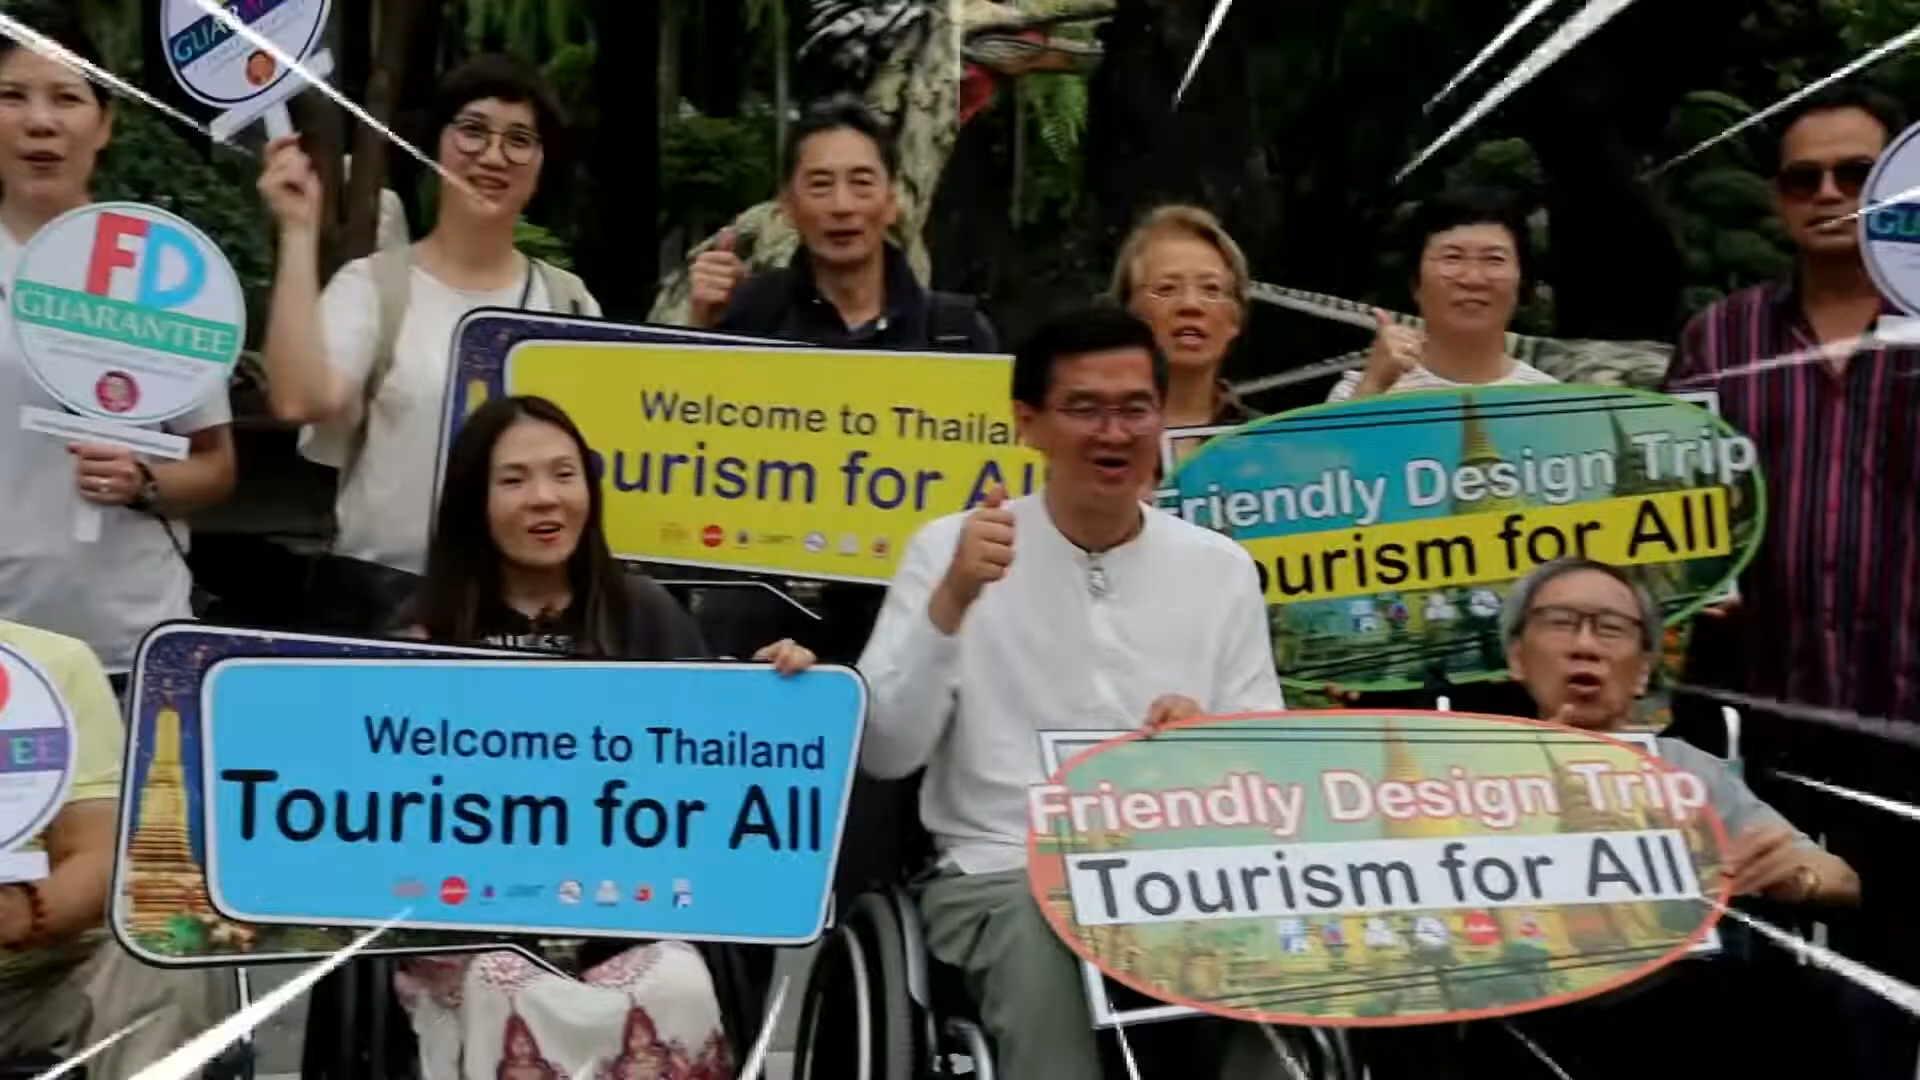 FD
GUARANTEE
Welcome to Thailan
ourism for Al
Friendly Design Trip
ourism for All
Welcome to Thailand
Tourism for All
Friendly Design Trip
Tourism for All